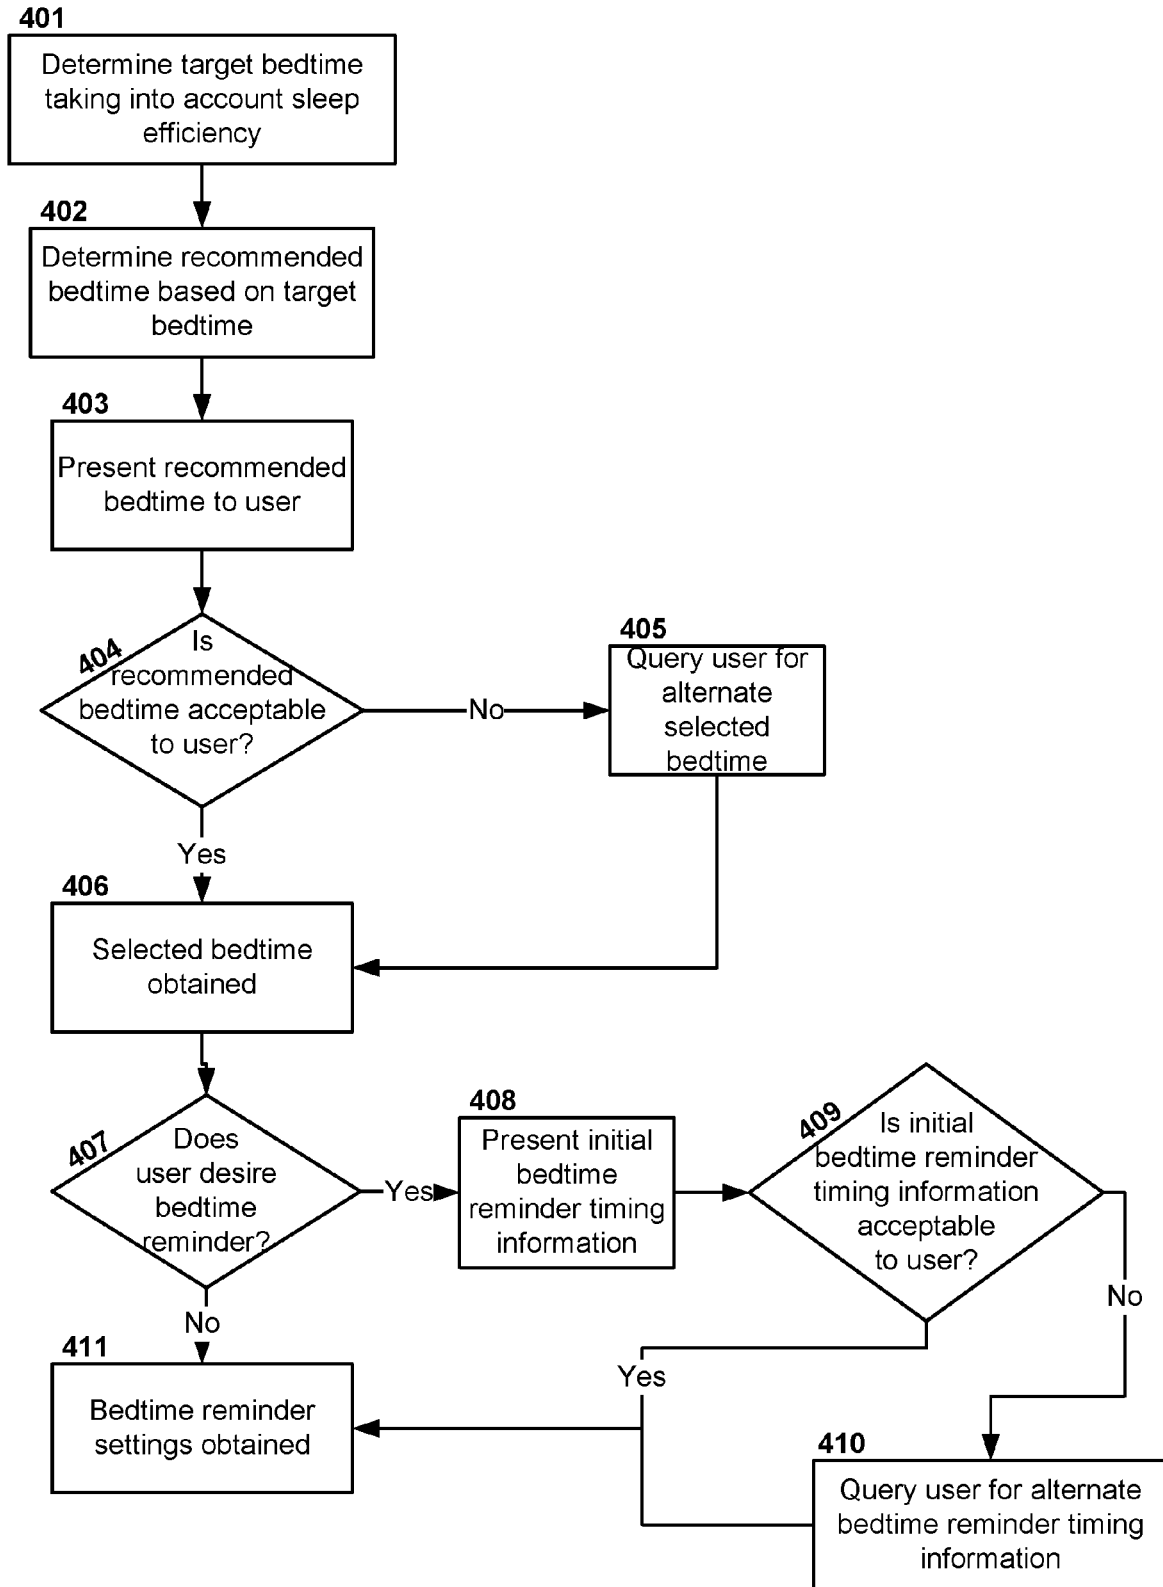 401
Determine target bedtime
taking into account sleep
efficiency
402
Determine recommended
bedtime based on target
bedtime
403
Present recommended
bedtime to user
404
Is
recommended
bedtime acceptable
to user?
No
405
Query user for
alternate
selected
bedtime
Yes
406
Selected bedtime
obtained
407
Does
user desire
bedtime
reminder?
Yes
408
Present initial
bedtime
reminder timing
information
409
Is initial
bedtime reminder
timing information
acceptable
to user?
No
No
Yes
411
Bedtime reminder
settings obtained
410
Query user for alternate
bedtime reminder timing
information